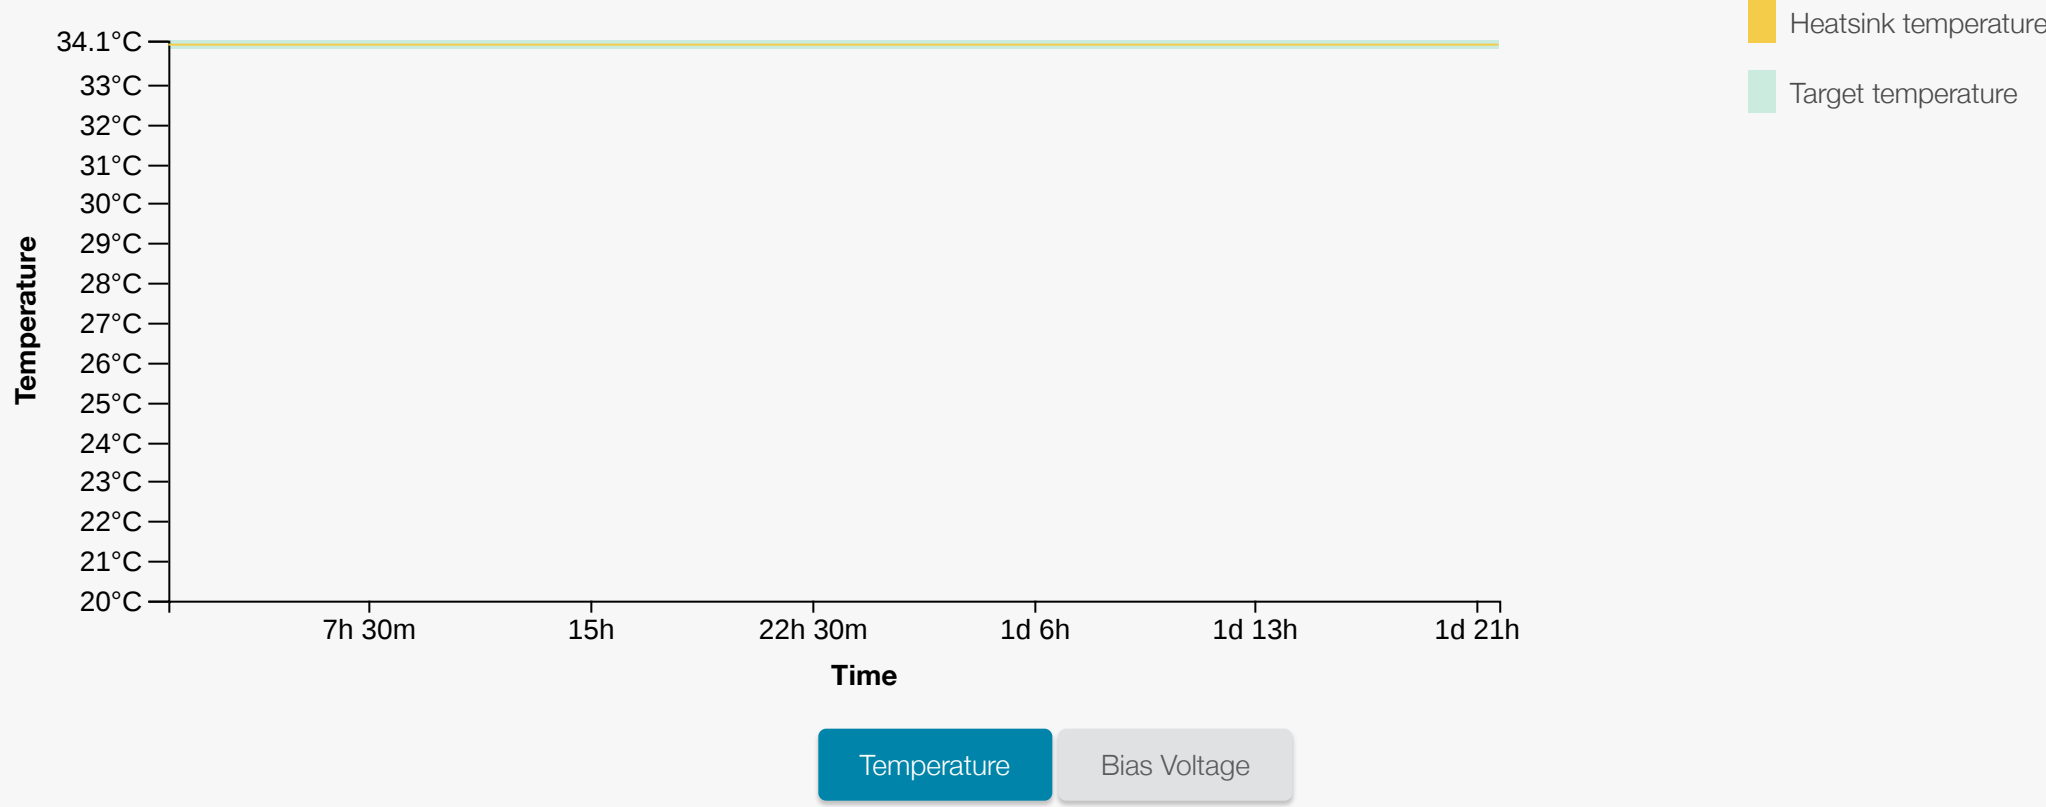 Heatsink temperature
Target temperature
34.1°C
33°C
32°C
31°C
30°C
29°C
28°C
27°C
26°C
25°C
24°C
23°C
22°C
21°C
20°C
Temperature
7h 30m 15h 22h 30m 1d 6h 1d 13h 1d 21h
Time
Temperature Bias Voltage